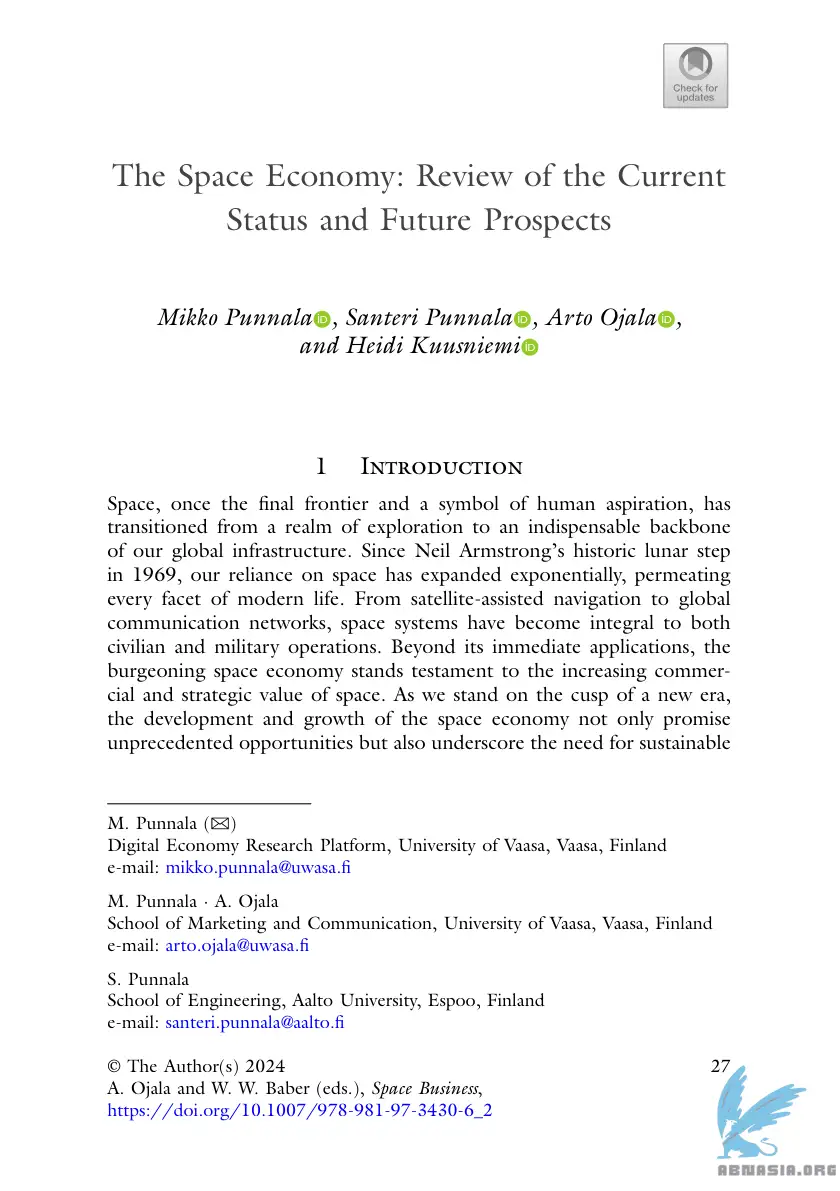 Check for
updates
The Space Economy: Review of the Current
Status and Future Prospects
Mikko Punnala, Santeri Punnala, Arto Ojala,
and Heidi Kuusniemi
1 Introduction
Space, once the final frontier and a symbol of human aspiration, has
transitioned from a realm of exploration to an indispensable backbone
of our global infrastructure. Since Neil Armstrong’s historic lunar step
in 1969, our reliance on space has expanded exponentially, permeating
every facet of modern life. From satellite-assisted navigation to global
communication networks, space systems have become integral to both
civilian and military operations. Beyond its immediate applications, the
burgeoning space economy stands testament to the increasing commer-
cial and strategic value of space. As we stand on the cusp of a new era,
the development and growth of the space economy not only promise
unprecedented opportunities but also underscore the need for sustainable
M. Punnala (✉)
Digital Economy Research Platform, University of Vaasa, Vaasa, Finland
e-mail: mikko.punnala@uwasa.fi
M. Punnala · A. Ojala
School of Marketing and Communication, University of Vaasa, Vaasa, Finland
e-mail: arto.ojala@uwasa.fi
S. Punnala
School of Engineering, Aalto University, Espoo, Finland
e-mail: santeri.punnala@aalto.fi
© The Author(s) 2024 27
A. Ojala and W. W. Baber (eds.), Space Business,
https://doi.org/10.1007/978-981-97-3430-6_2
ABNASIA.ORG